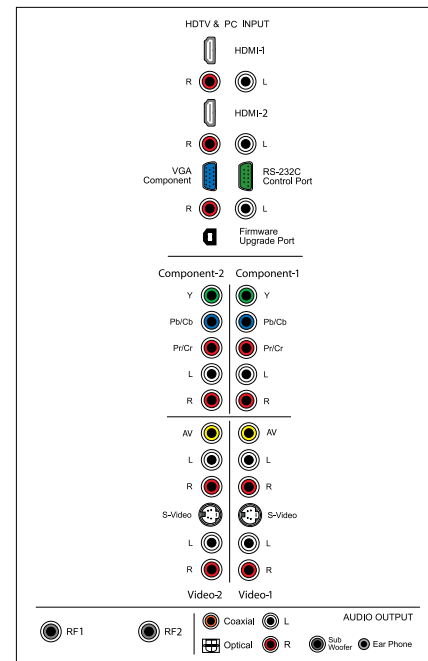 HDTV & PC INPUT
HDMI-1
R L
HDMI-2
R L
VGA Component RS-232C Control Port
R L
Firmware Upgrade Port
Component-2 Component-1
Y Y
Pb/Cb Pb/Cb
Pr/Cr Pr/Cr
L L
R R
AV AV
L L
R R
S-Video S-Video
L L
R R
Video-2 Video-1
AUDIO OUTPUT
RF1 RF2 Coaxial L
Optical R Sub Woofer Ear Phone